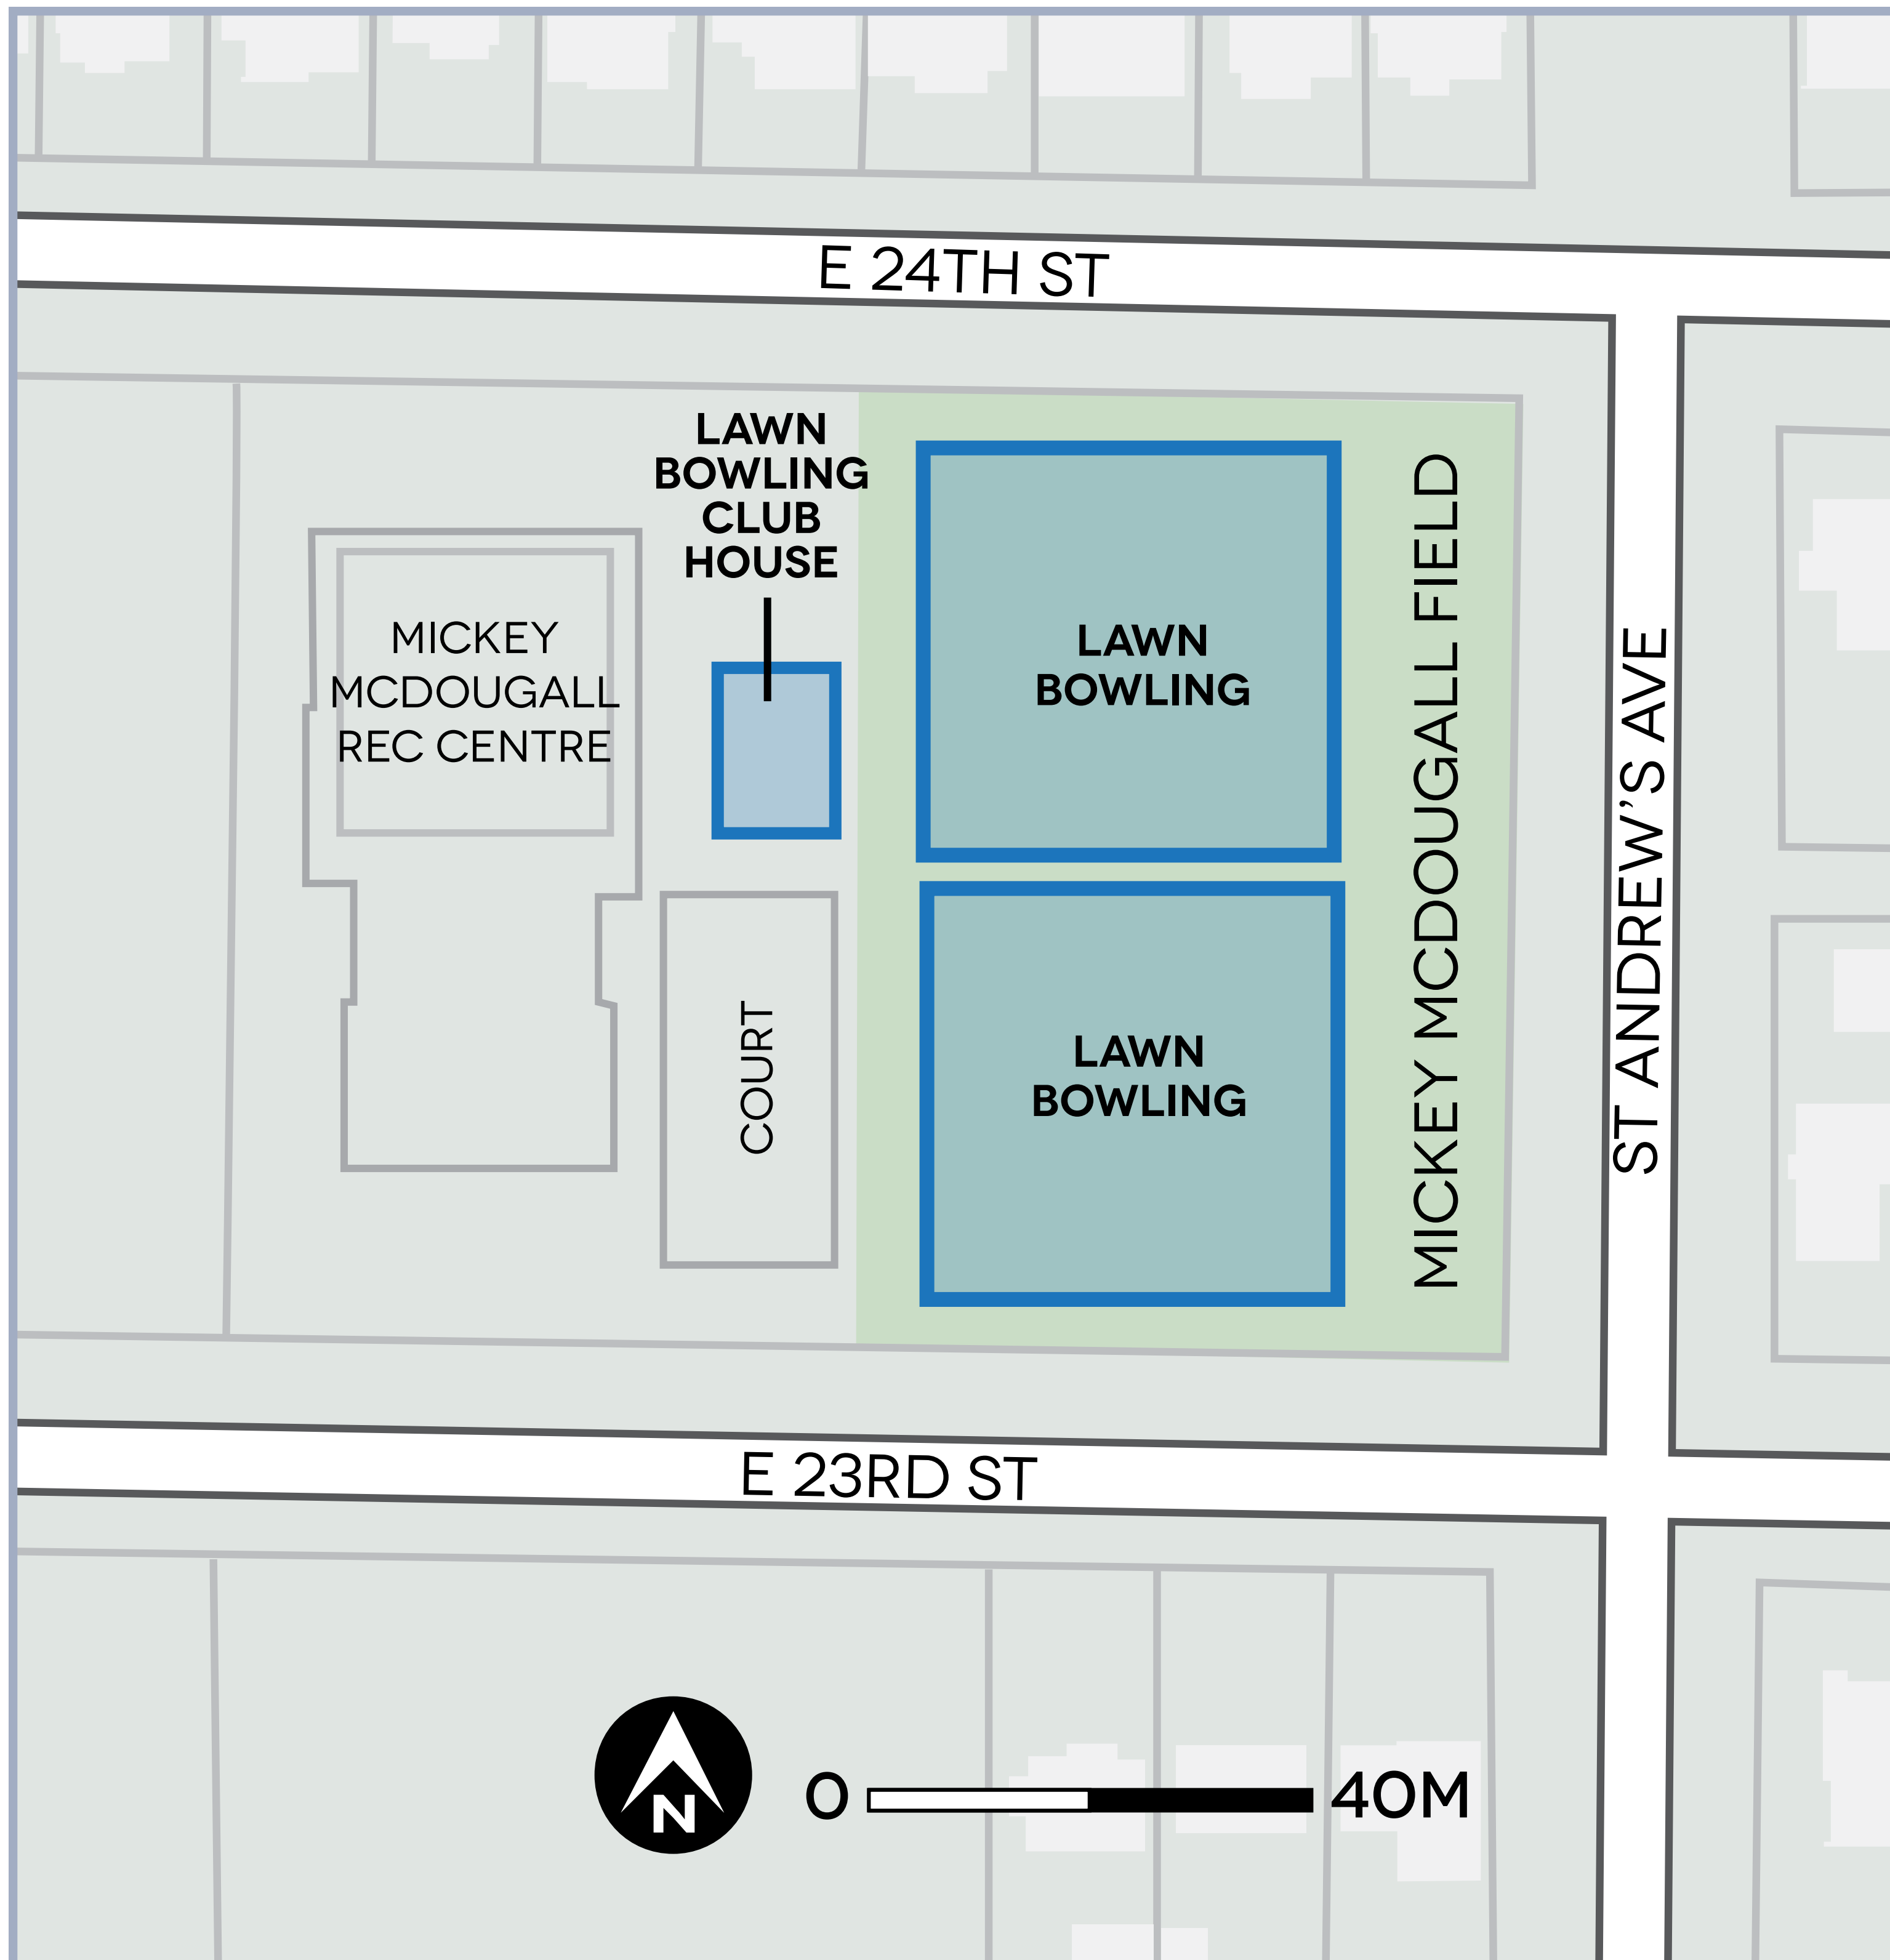 E 24TH ST
LAWN
BOWLING
CLUB
HOUSE
MICKEY
MCDOUGALL
REC CENTRE
LAWN
BOWLING
MICKEY MCDOUGALL FIELD
ST ANDREW'S AVE
COURT
LAWN
BOWLING
E 23RD ST
N
0
40M